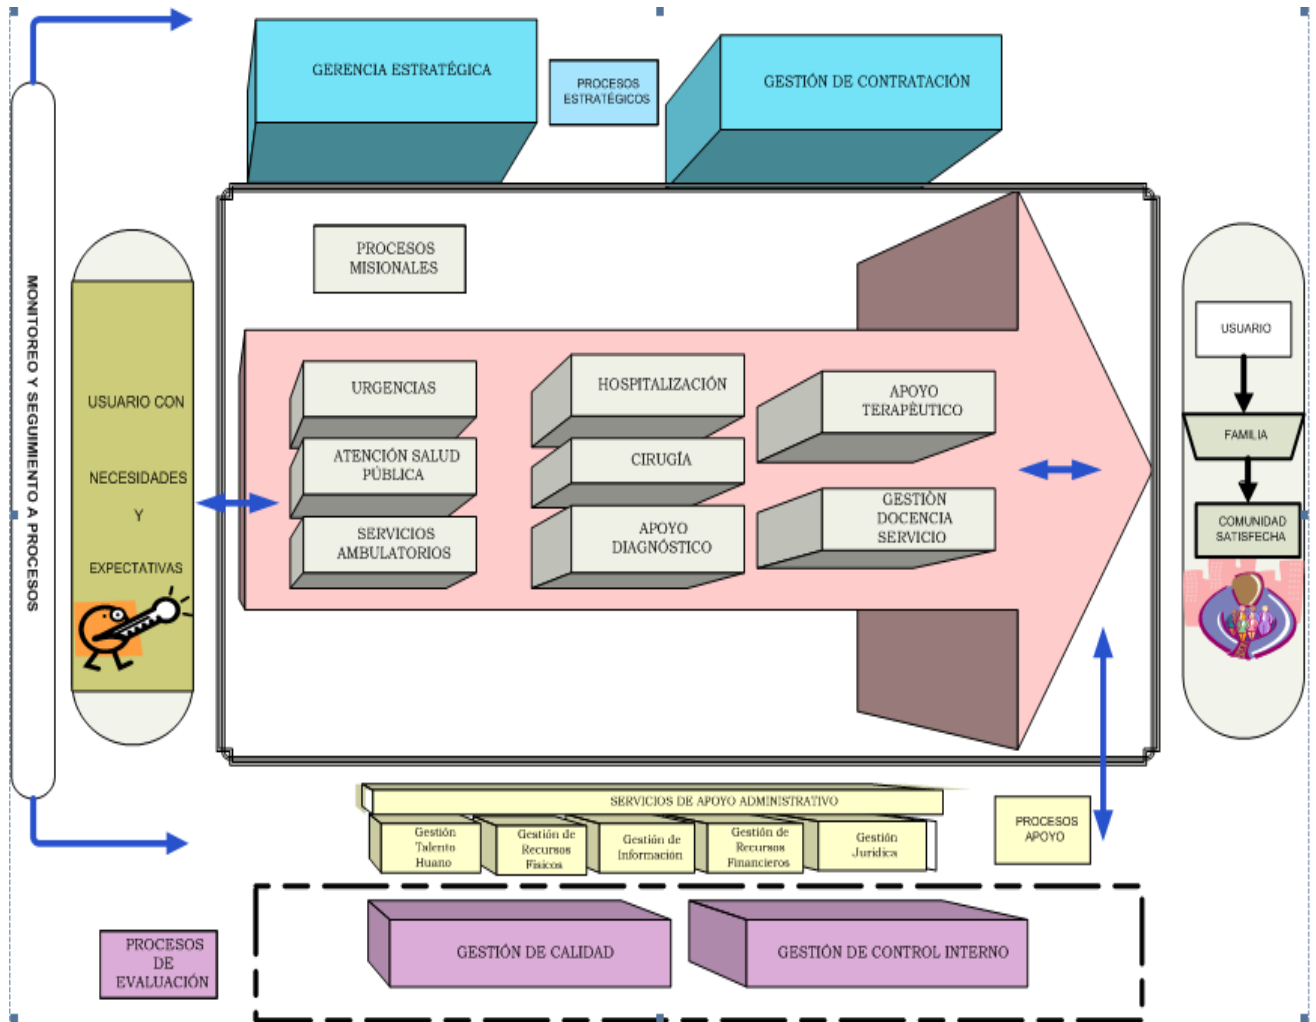 GERENCIA ESTRATÉGICA
PROCESOS
ESTRATÉGICOS
GESTIÓN DE CONTRATACIÓN
MONITOREO Y SEGUIMIENTO A PROCESOS
PROCESOS
MISIONALES
USUARIO CON
NECESIDADES
Y
EXPECTATIVAS
URGENCIAS
ATENCIÓN SALUD
PÚBLICA
SERVICIOS
AMBULATORIOS
HOSPITALIZACIÓN
CIRUGÍA
APOYO
DIAGNÓSTICO
APOYO
TERAPÈUTICO
GESTIÒN
DOCENCIA
SERVICIO
USUARIO
FAMILIA
COMUNIDAD
SATISFECHA
SERVICIOS DE APOYO ADMINISTRATIVO
Gestión
Talento
Huano
Gestión de
Recursos
Físicos
Gestión de
Información
Gestión de
Recursos
Financieros
Gestión
Jurídica
PROCESOS
APOYO
PROCESOS
DE
EVALUACIÓN
GESTIÓN DE CALIDAD
GESTIÓN DE CONTROL INTERNO